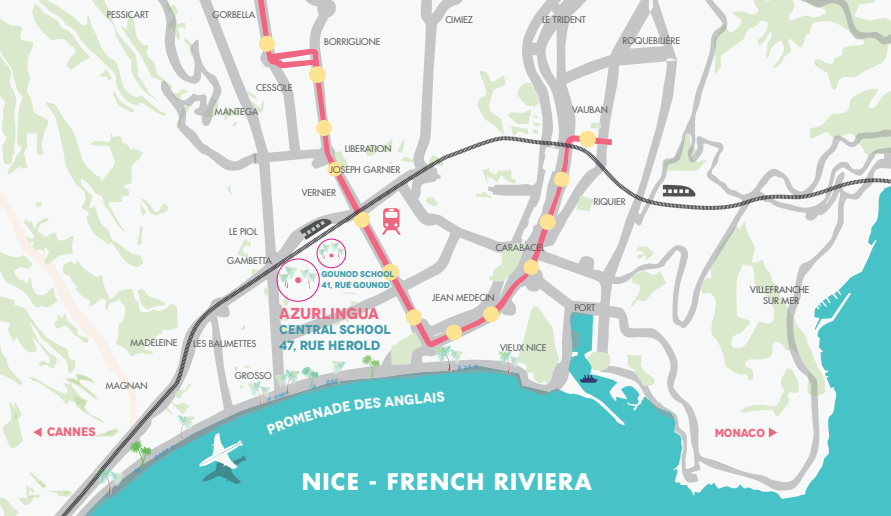 PESSICART
GORBELLA
CIMIEZ
LE TRIDENT
BORRIGLIONE
ROQUEBILIÈRE
CESSOLE
MANTEGA
VAUBAN
LIBERATION
JOSEPH GARNIER
VERNIER
RIQUIER
LE PIOL
CARABACEL
GAMBETTA
GOUNOD SCHOOL
41, RUE GOUNOD
VILLEFRANCHE
SUR MER
JEAN MEDECIN
PORT
AZURLINGUA
CENTRAL SCHOOL
47, RUE HEROLD
MADELEINE
LES BAUMETTES
VIEUX NICE
GROSSO
MAGNAN
PROMENADE DES ANGLAIS
CANNES
MONACO
NICE - FRENCH RIVIERA